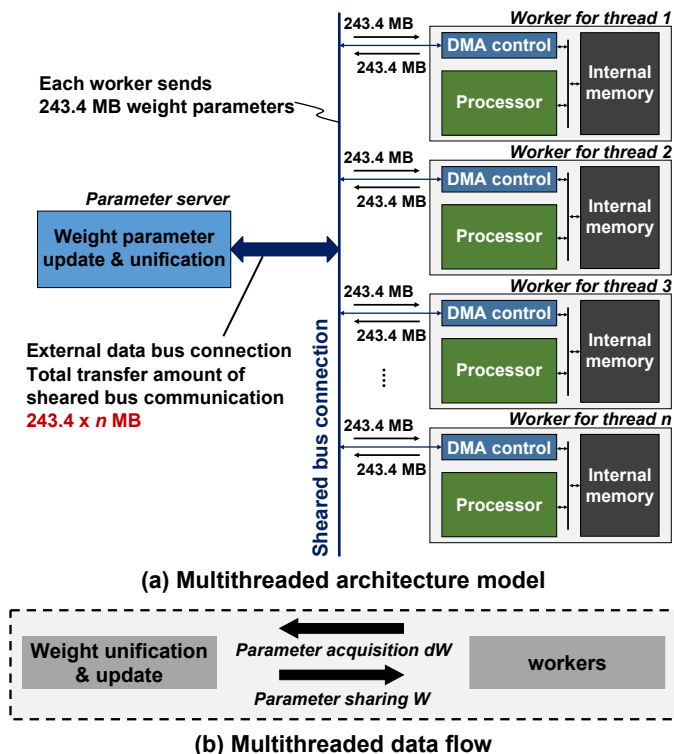 Worker for thread 1
243.4 MB
243.4 MB
DMA control
Processor
Internal
memory
Each worker sends
243.4 MB weight parameters
Worker for thread 2
243.4 MB
243.4 MB
DMA control
Processor
Internal
memory
Parameter server
Weight parameter
update & unification
Worker for thread 3
243.4 MB
243.4 MB
DMA control
Processor
Internal
memory
External data bus connection
Total transfer amount of
sheared bus communication
243.4 x n MB
Sheared bus connection
.....
Worker for thread n
243.4 MB
243.4 MB
DMA control
Processor
Internal
memory
(a) Multithreaded architecture model
Weight unification
& update
Parameter acquisition dW
Parameter sharing W
workers
(b) Multithreaded data flow